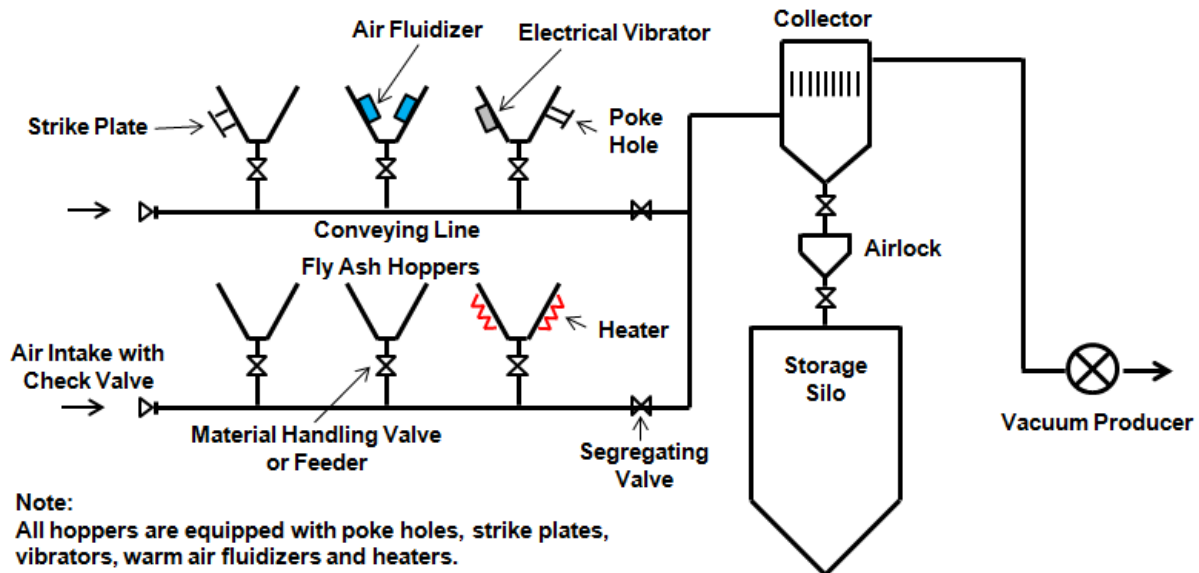 Collector
Air Fluidizer
Electrical Vibrator
Strike Plate
Poke
Hole
Conveying Line
Airlock
Fly Ash Hoppers
Heater
Air Intake with
Check Valve
Storage
Silo
Vacuum Producer
Material Handling Valve
or Feeder
Segregating
Valve
Note:
All hoppers are equipped with poke holes, strike plates,
vibrators, warm air fluidizers and heaters.